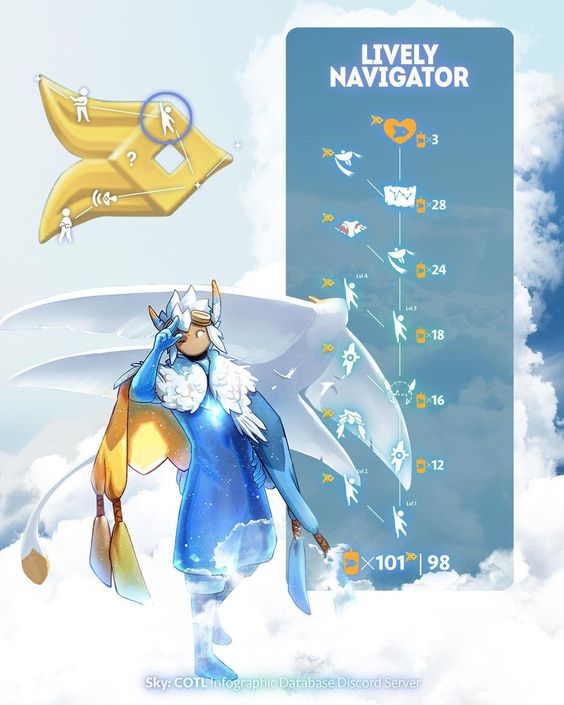 LIVELY
NAVIGATOR
×3
?
×28
×24
Lvl 4
Lvl 3
×18
×16
×12
Lvl 2
Lvl 1
×101 | 98
Sky: COTL Infographic Database Discord Server